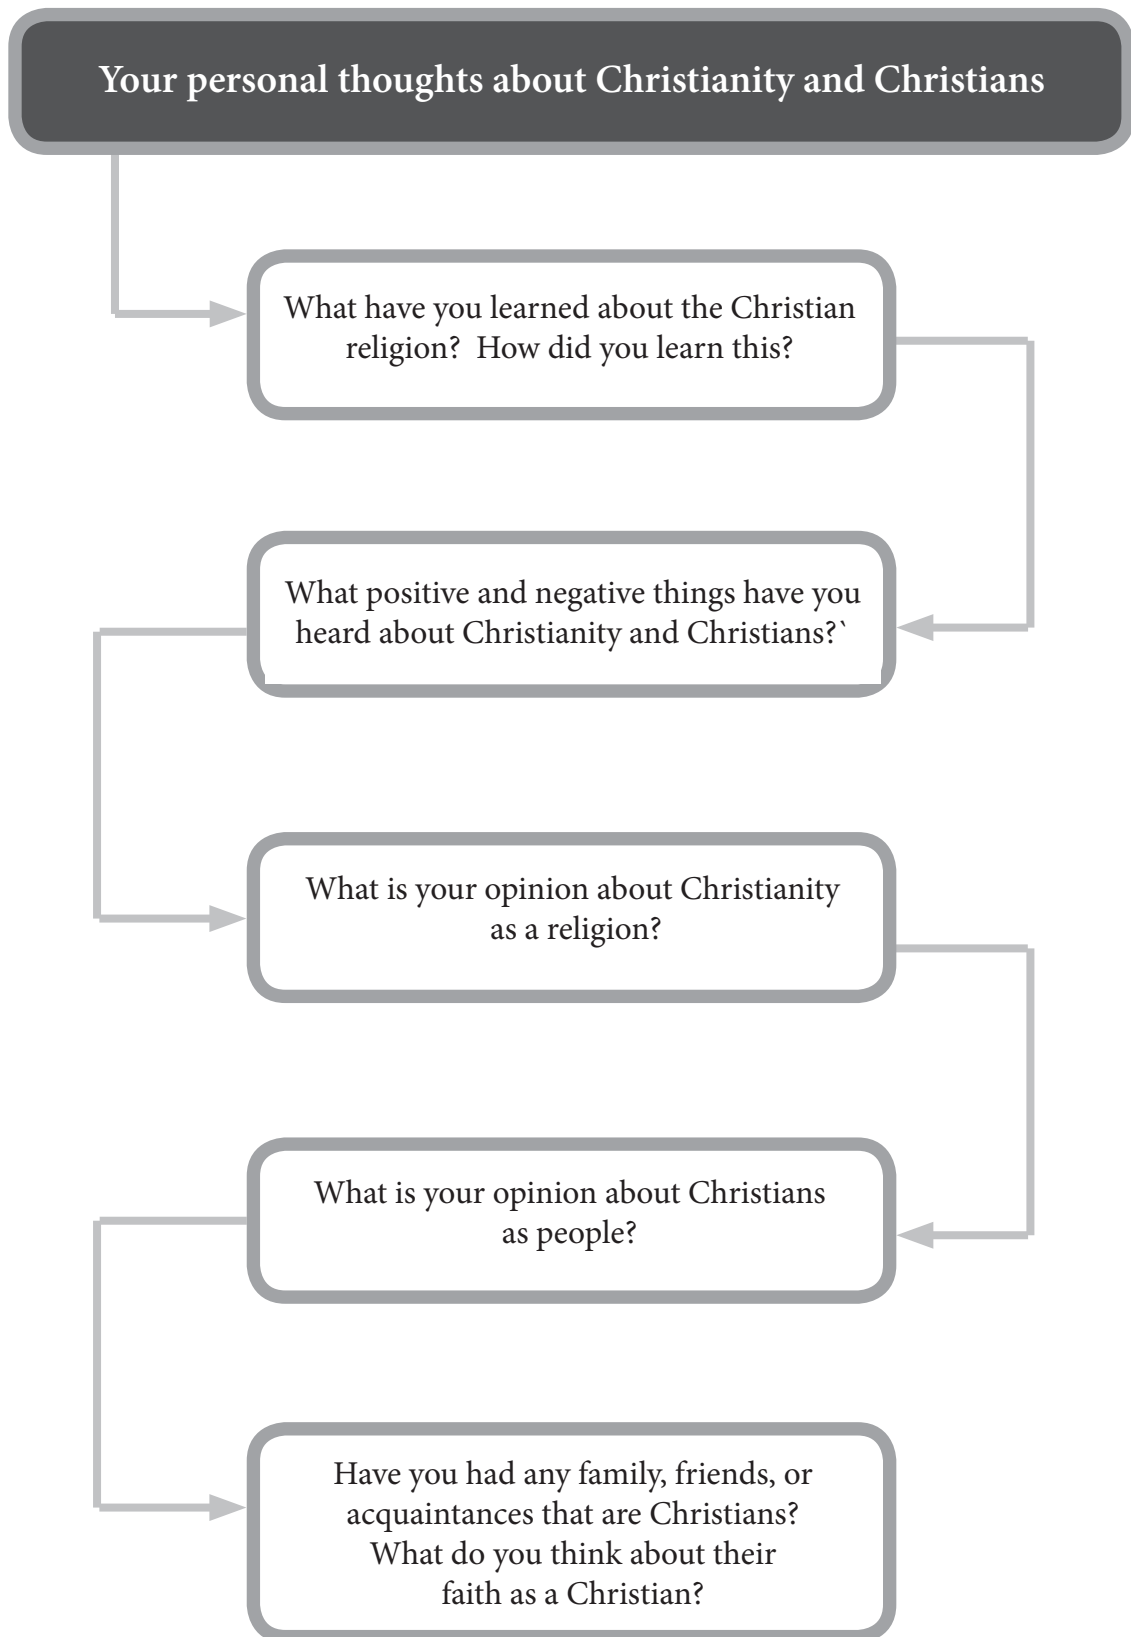 Your personal thoughts about Christianity and Christians
What have you learned about the Christian
religion?  How did you learn this?
What positive and negative things have you
heard about Christianity and Christians?`
What is your opinion about Christianity
as a religion?
What is your opinion about Christians
as people?
Have you had any family, friends, or
acquaintances that are Christians?
What do you think about their
faith as a Christian?